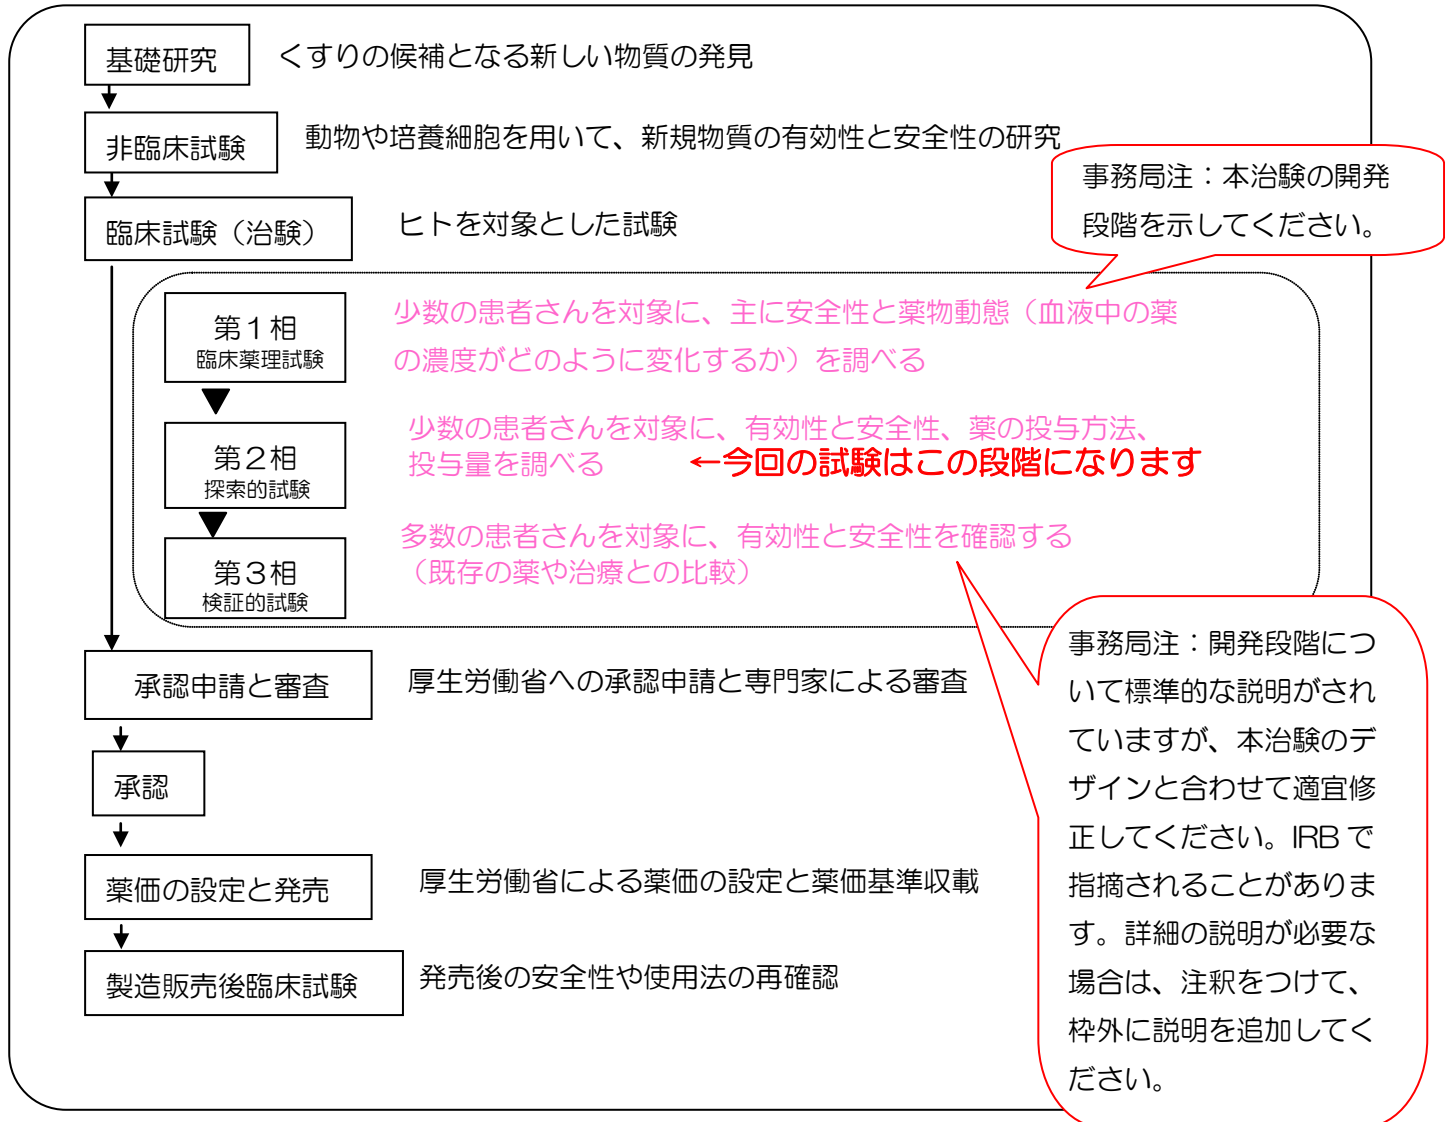 基礎研究
くすりの候補となる新しい物質の発見
非臨床試験
動物や培養細胞を用いて、新規物質の有効性と安全性の研究
事務局注：本治験の開発
段階を示してください。
臨床試験（治験）
ヒトを対象とした試験
第１相
臨床薬理試験
少数の患者さんを対象に、主に安全性と薬物動態（血液中の薬
の濃度がどのように変化するか）を調べる
第２相
探索的試験
少数の患者さんを対象に、有効性と安全性、薬の投与方法、
投与量を調べる
←今回の試験はこの段階になります
第３相
検証的試験
多数の患者さんを対象に、有効性と安全性を確認する
（既存の薬や治療との比較）
事務局注：開発段階につ
いて標準的な説明がされ
ていますが、本治験のデ
ザインと合わせて適宜修
正してください。IRB で
指摘されることがありま
す。詳細の説明が必要な
場合は、注釈をつけて、
枠外に説明を追加してく
ださい。
承認申請と審査
厚生労働省への承認申請と専門家による審査
承認
薬価の設定と発売
厚生労働省による薬価の設定と薬価基準収載
製造販売後臨床試験
発売後の安全性や使用法の再確認